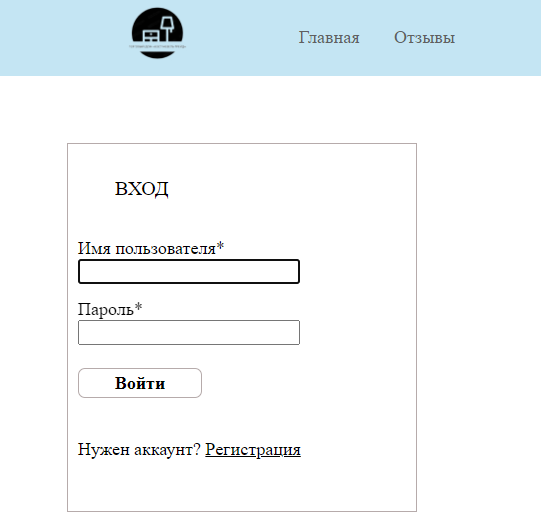 Главная Отзывы
ВХОД
Имя пользователя*
Пароль*
Войти
Нужен аккаунт? Регистрация